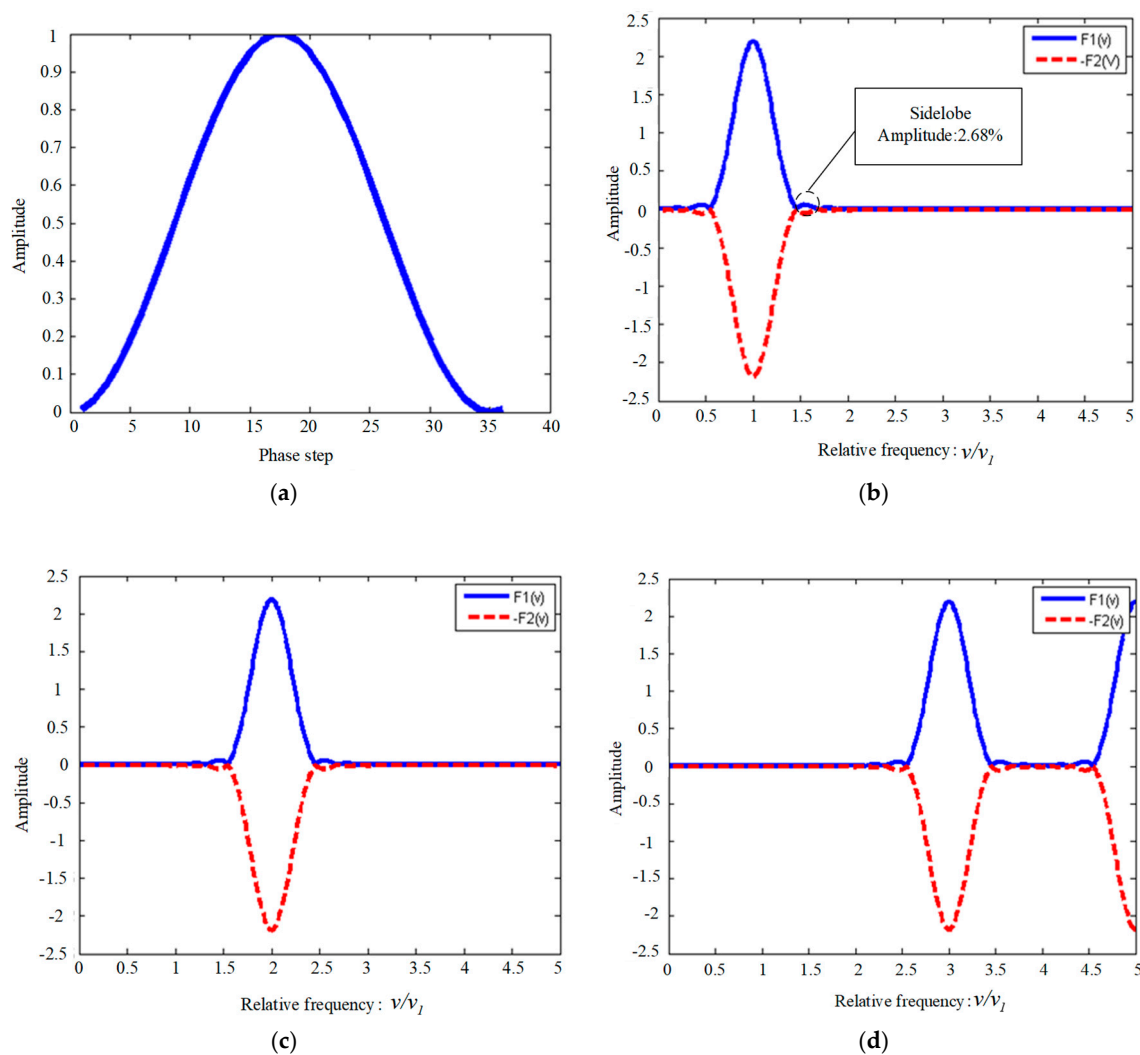 1
0.9
0.8
0.7
0.6
0.5
0.4
0.3
0.2
0.1
0
0 5 10 15 20 25 30 35 40
Amplitude
Phase step
(a)
2.5
2
1.5
1
0.5
0
-0.5
-1
-1.5
-2
-2.5
0 0.5 1 1.5 2 2.5 3 3.5 4 4.5 5
F1(v)
-F2(V)
Sidelobe
Amplitude:2.68%
Amplitude
Relative frequency: v/v1
(b)
2.5
2
1.5
1
0.5
0
-0.5
-1
-1.5
-2
-2.5
0 0.5 1 1.5 2 2.5 3 3.5 4 4.5 5
F1(v)
-F2(v)
Amplitude
Relative frequency: v/v1
(c)
2.5
2
1.5
1
0.5
0
-0.5
-1
-1.5
-2
-2.5
0 0.5 1 1.5 2 2.5 3 3.5 4 4.5 5
F1(v)
-F2(v)
Amplitude
Relative frequency: v/v1
(d)